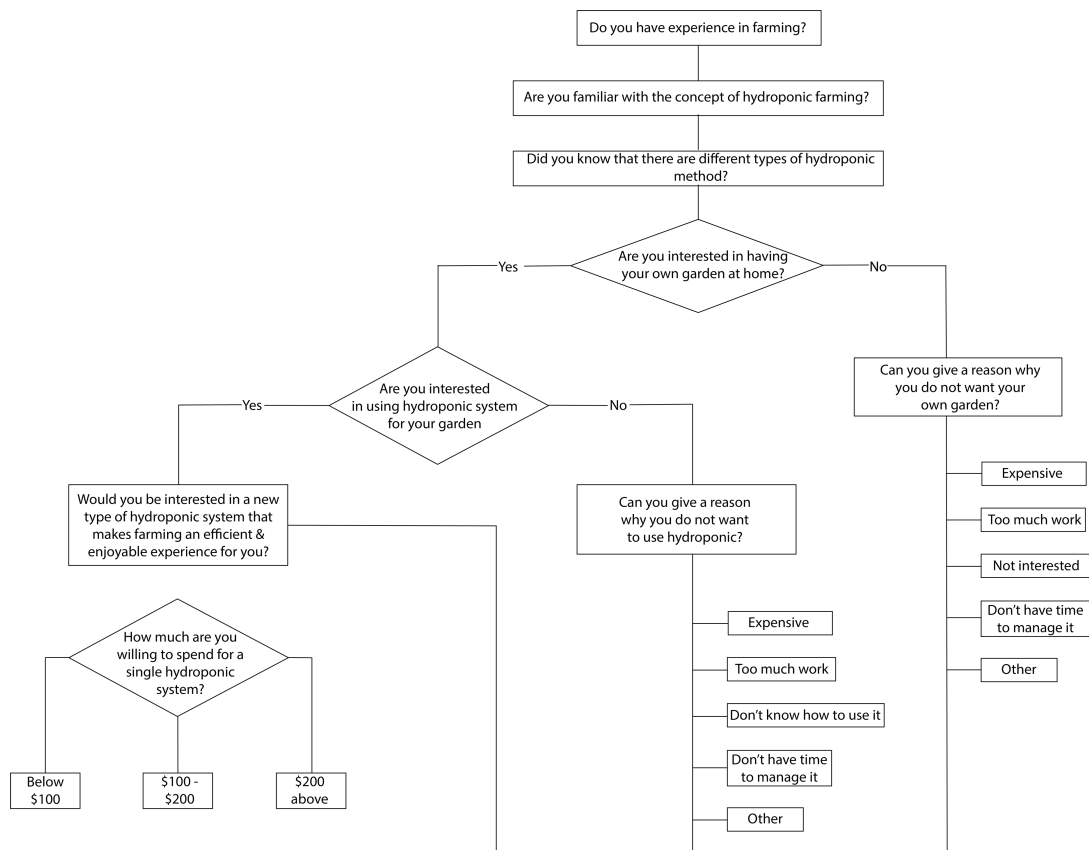 Do you have experience in farming?
Are you familiar with the concept of hydroponic farming?
Did you know that there are different types of hydroponic
method?
Are you interested in having
your own garden at home?
Yes
No
Are you interested
in using hydroponic system
for your garden
Yes
No
Can you give a reason why
you do not want your
own garden?
Expensive
Too much work
Not interested
Don't have time
to manage it
Other
Would you be interested in a new
type of hydroponic system that
makes farming an efficient &
enjoyable experience for you?
Can you give a reason
why you do not want
to use hydroponic?
Expensive
Too much work
Don't know how to use it
Don't have time
to manage it
Other
How much are you
willing to spend for a
single hydroponic
system?
Below
$100
$100 -
$200
$200
above